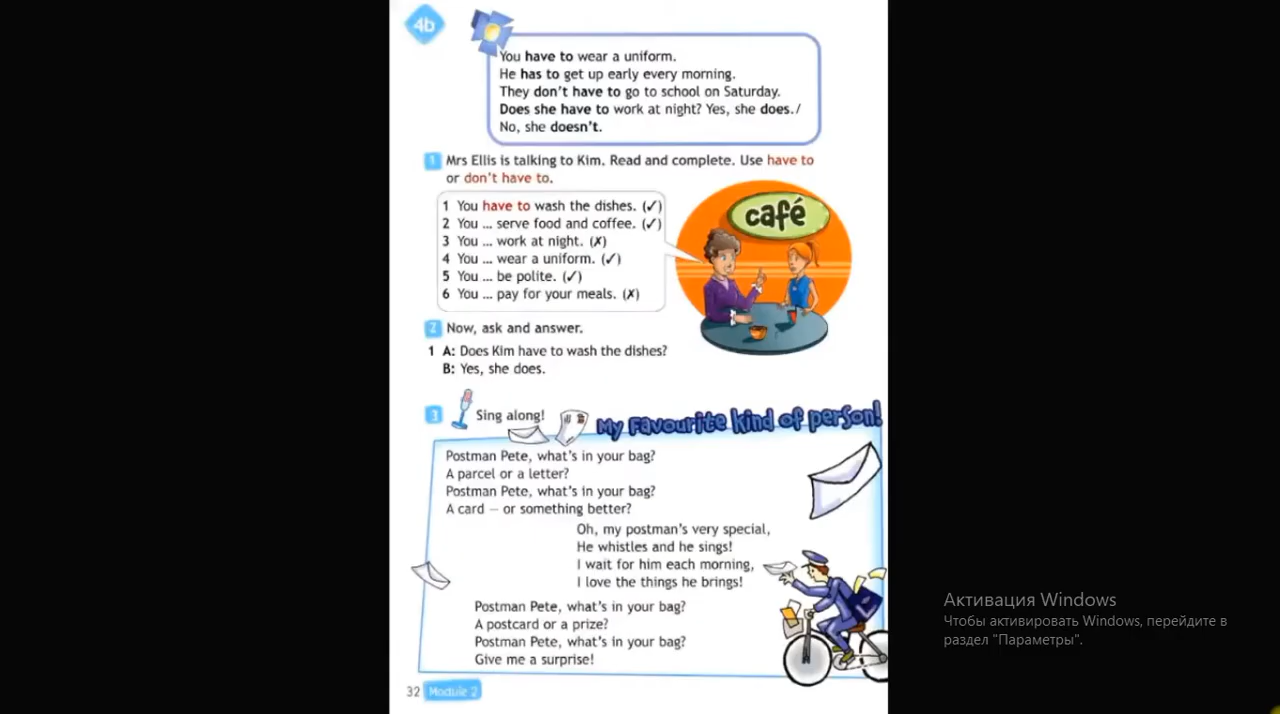 4b
You have to wear a uniform.
He has to get up early every morning.
They don't have to go to school on Saturday.
Does she have to work at night? Yes, she does./
No, she doesn't.
1 Mrs Ellis is talking to Kim. Read and complete. Use have to
or don't have to.
1 You have to wash the dishes. (✓)
2 You ... serve food and coffee. (✓)
3 You ... work at night. (✗)
4 You ... wear a uniform. (✓)
5 You ... be polite. (✓)
6 You ... pay for your meals. (✗)
café
2 Now, ask and answer.
1 A: Does Kim have to wash the dishes?
B: Yes, she does.
3 Sing along!
My Favourite kind of person!
Postman Pete, what's in your bag?
A parcel or a letter?
Postman Pete, what's in your bag?
A card – or something better?
Oh, my postman's very special,
He whistles and he sings!
I wait for him each morning,
I love the things he brings!
Postman Pete, what's in your bag?
A postcard or a prize?
Postman Pete, what's in your bag?
Give me a surprise!
32 Module 2
Активация Windows
Чтобы активировать Windows, перейдите в
раздел "Параметры".